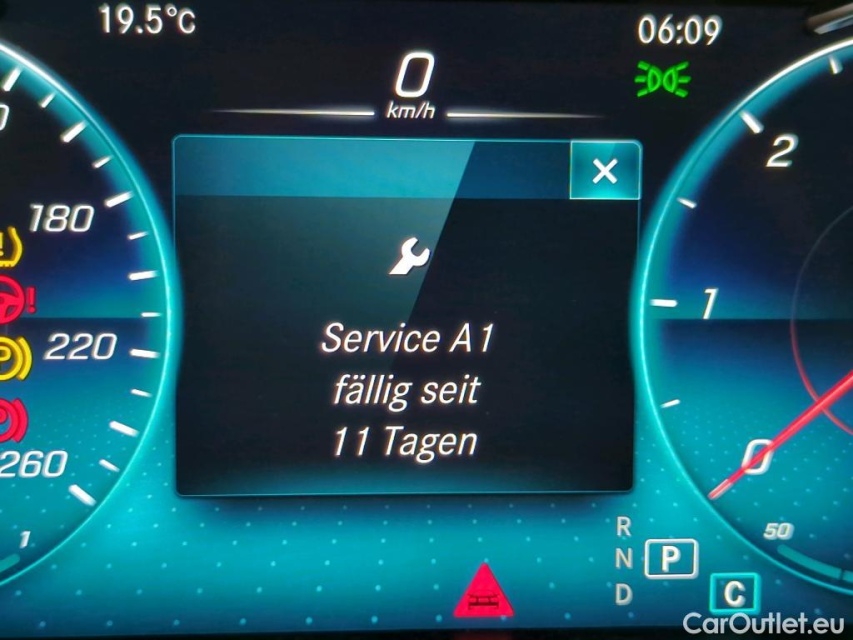 19.5°C
06:09
0
km/h
180
220
260
1
Service A1
fällig seit
11 Tagen
2
1
0
50
R
N
D
P
C
CarOutlet.eu